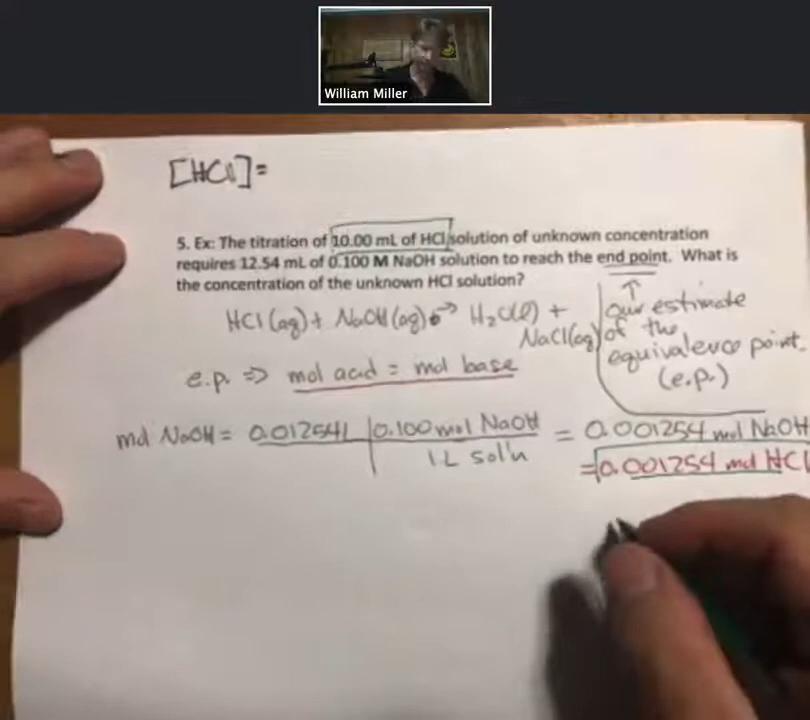 William Miller
[HCl]=
5. Ex: The titration of 10.00 mL of HCl solution of unknown concentration
requires 12.54 mL of 0.100 M NaOH solution to reach the end point. What is
the concentration of the unknown HCl solution?
HCl(aq) + NaOH(aq) → H₂O(l) +
NaCl(aq)
↑
our estimate
of the
equivalence point.
(e.p.)
e.p. ⇒ mol acid = mol base
mol NaOH = 0.01254 L | 0.100 mol NaOH = 0.001254 mol NaOH
1 L sol'n
= 0.001254 mol HCl